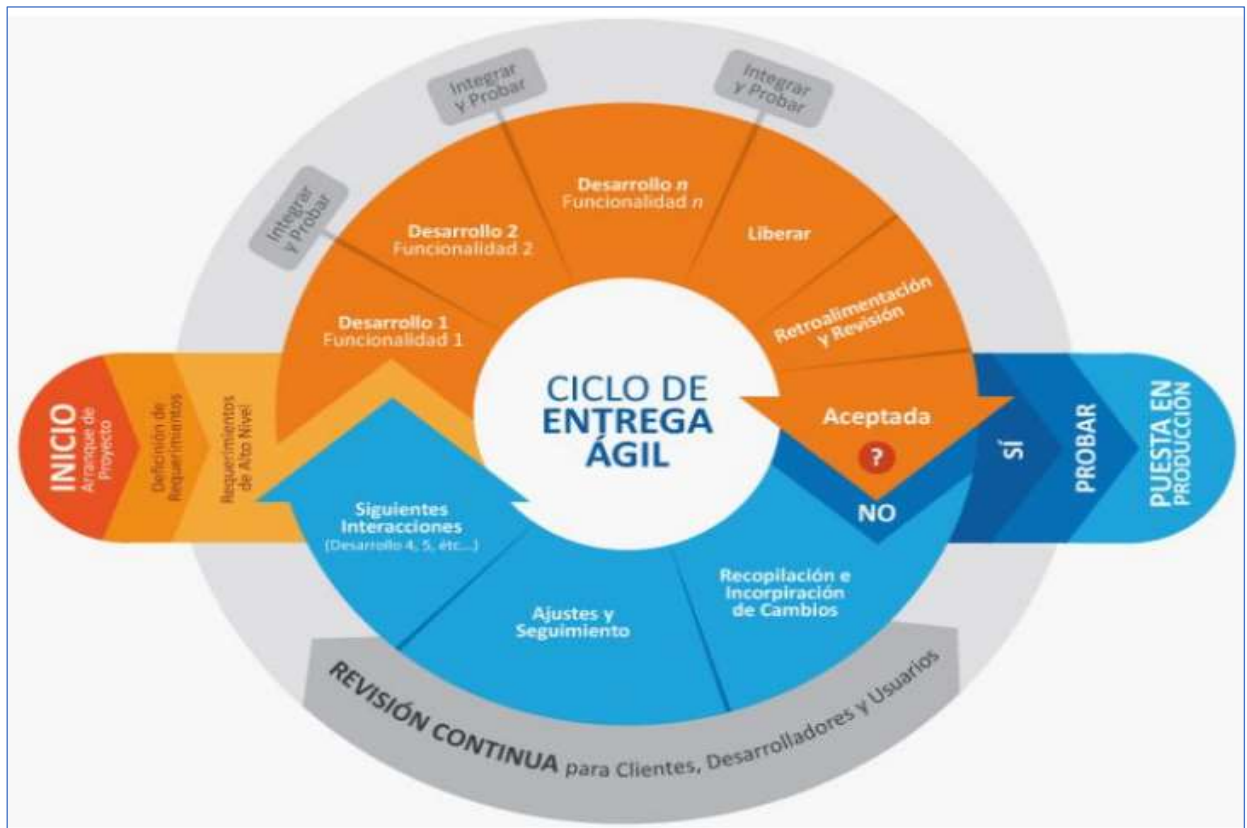 INICIO
Arranque de
Proyecto
Definición de
Requerimientos
Requerimientos
de Alto Nivel
Desarrollo 1
Funcionalidad 1
Integrar
y Probar
Desarrollo 2
Funcionalidad 2
Integrar
y Probar
Desarrollo n
Funcionalidad n
Integrar
y Probar
Liberar
Retroalimentación
y Revisión
Aceptada
?
NO
SÍ
PROBAR
PUESTA EN
PRODUCCIÓN
CICLO DE
ENTREGA
ÁGIL
Recopilación e
Incorpiración
de Cambios
Ajustes y
Seguimiento
Siguientes
Interacciones
(Desarrollo 4, 5, étc...)
REVISIÓN CONTINUA para Clientes, Desarrolladores y Usuarios